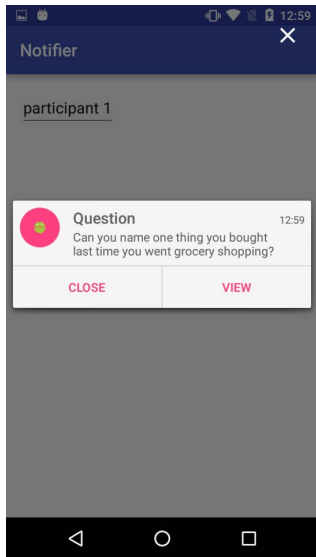 12:59
Notifier
participant 1
Question
12:59
Can you name one thing you bought
last time you went grocery shopping?
CLOSE
VIEW